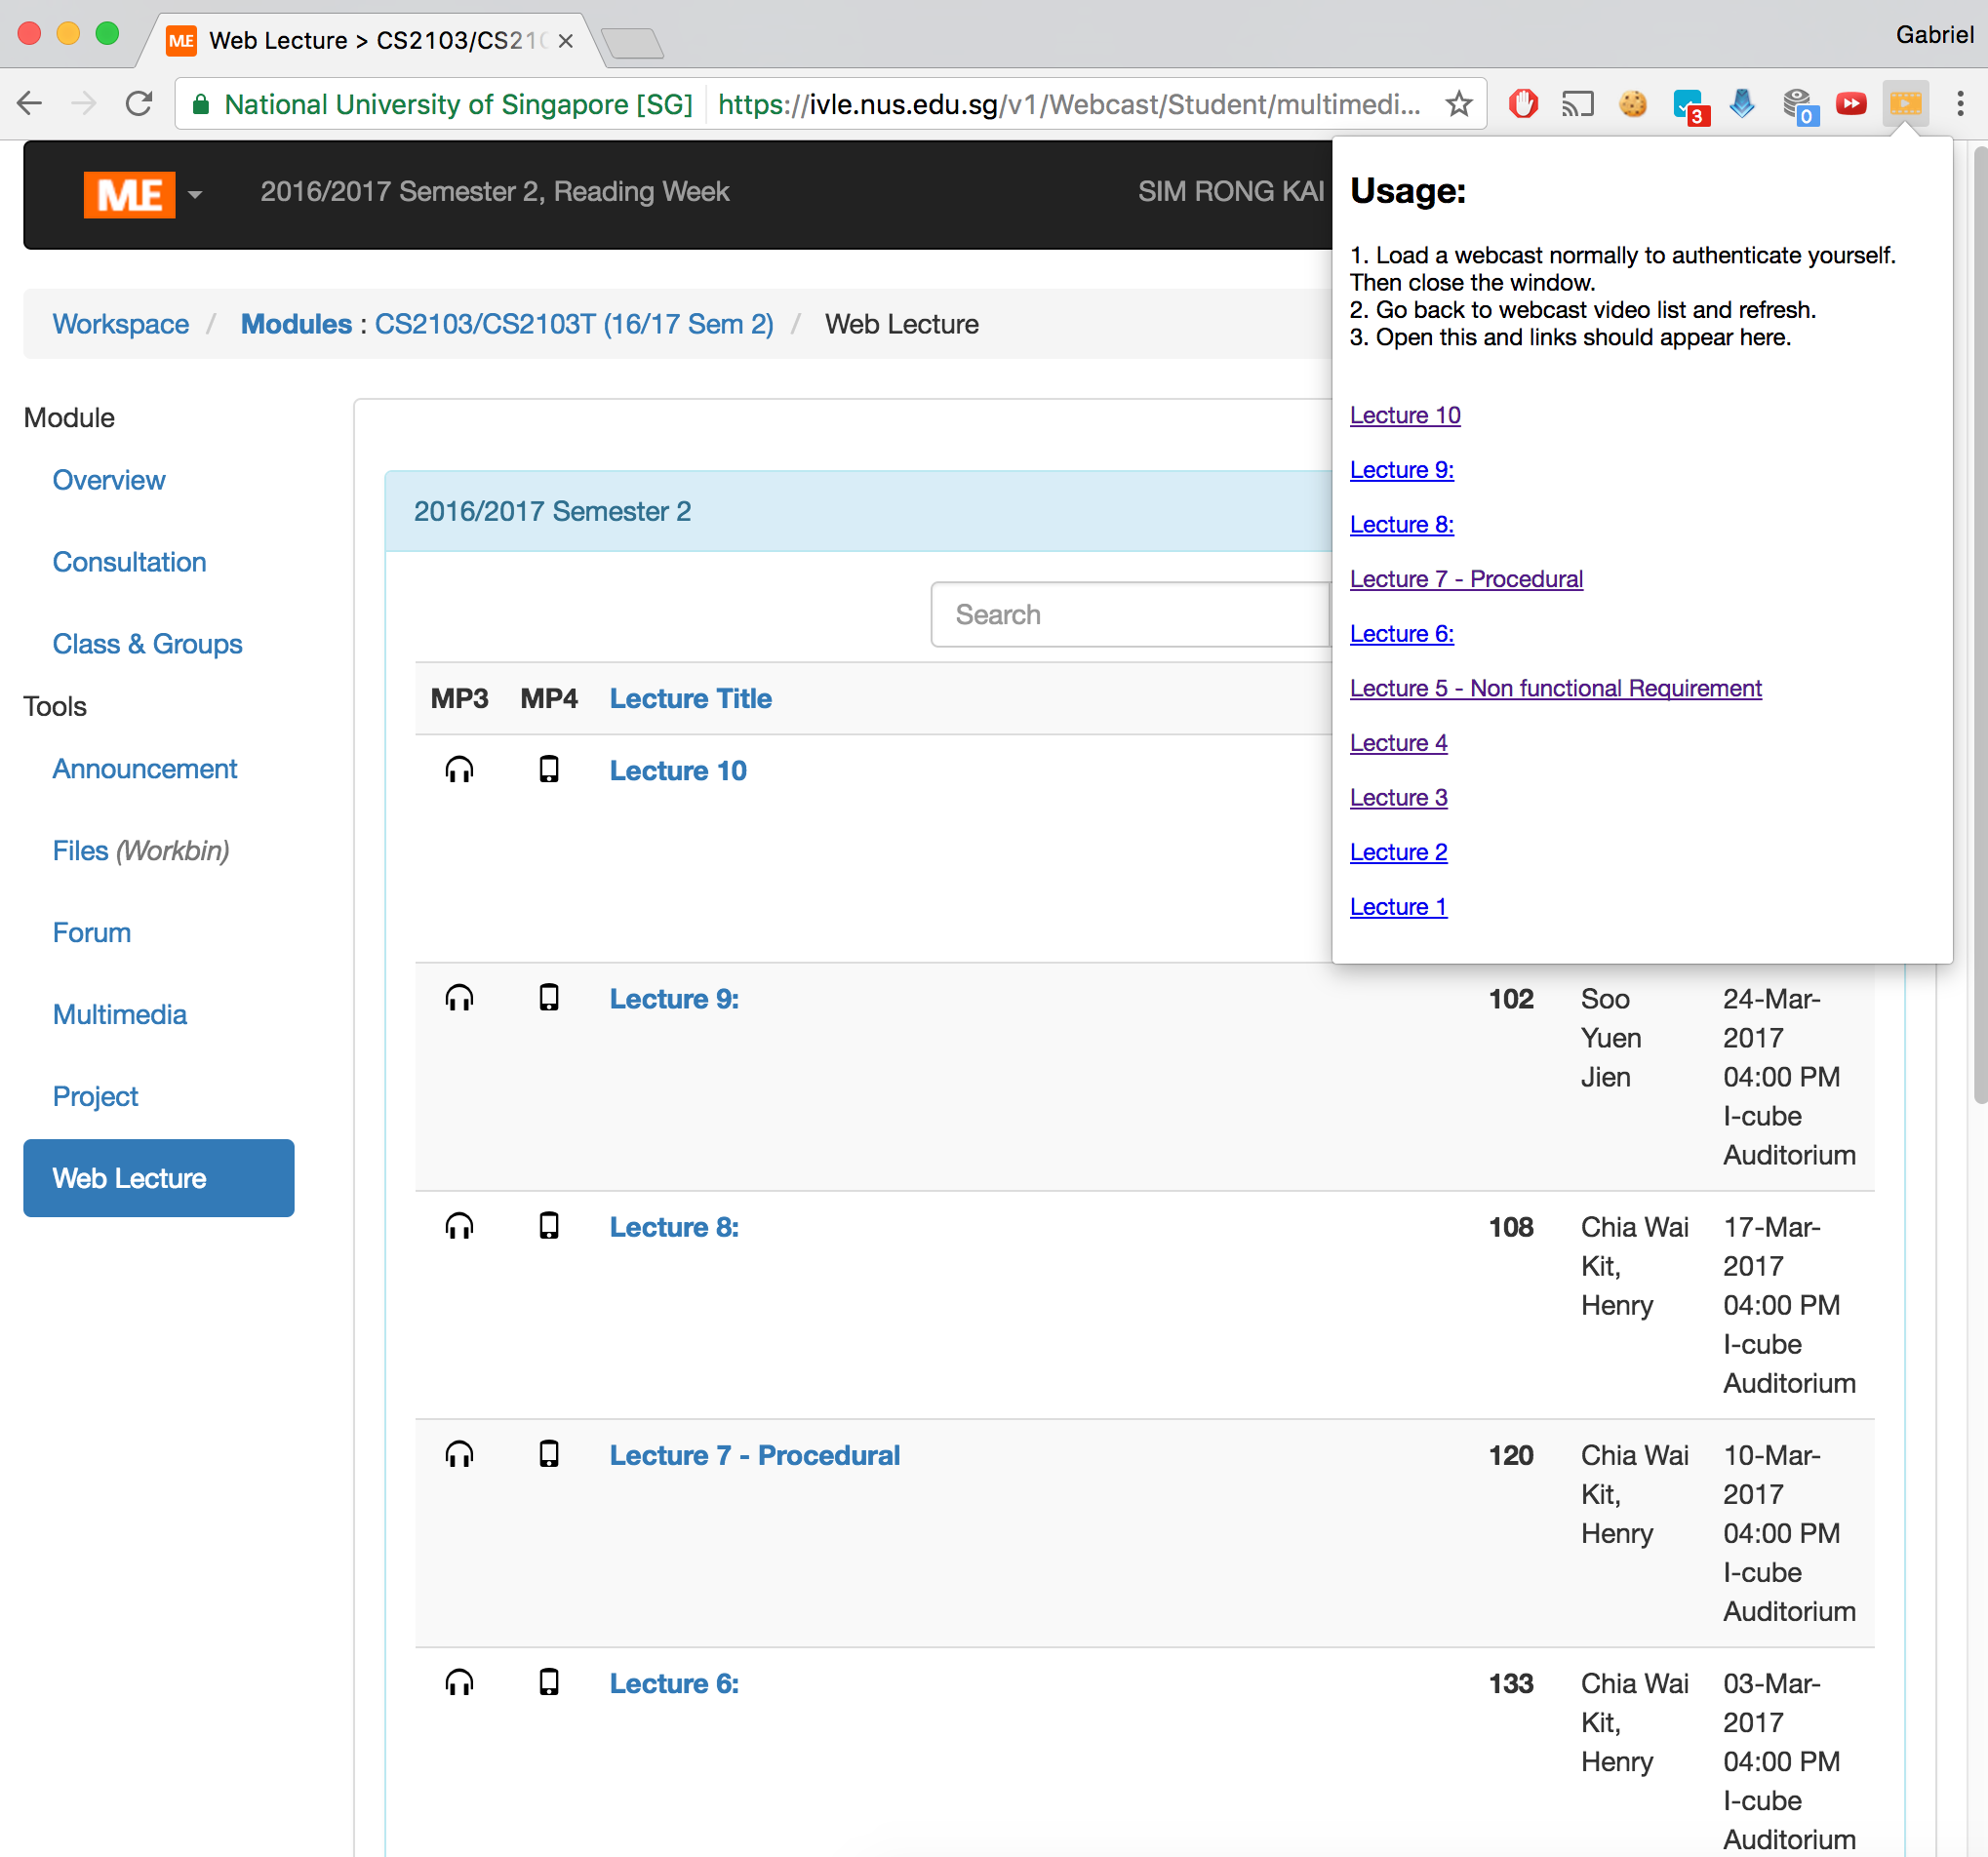 ME Web Lecture > CS2103/CS210
Gabriel
National University of Singapore [SG] https://ivle.nus.edu.sg/v1/Webcast/Student/multimedi...
3
0
ME 2016/2017 Semester 2, Reading Week SIM RONG KAI
Workspace / Modules : CS2103/CS2103T (16/17 Sem 2) / Web Lecture
Module
Overview
Consultation
Class & Groups
Tools
Announcement
Files (Workbin)
Forum
Multimedia
Project
Web Lecture
2016/2017 Semester 2
Search
MP3 MP4 Lecture Title
Lecture 10
Lecture 9: 102 Soo 24-Mar-
Yuen 2017
Jien 04:00 PM
I-cube
Auditorium
Lecture 8: 108 Chia Wai 17-Mar-
Kit, 2017
Henry 04:00 PM
I-cube
Auditorium
Lecture 7 - Procedural 120 Chia Wai 10-Mar-
Kit, 2017
Henry 04:00 PM
I-cube
Auditorium
Lecture 6: 133 Chia Wai 03-Mar-
Kit, 2017
Henry 04:00 PM
I-cube
Auditorium
Usage:
1. Load a webcast normally to authenticate yourself.
Then close the window.
2. Go back to webcast video list and refresh.
3. Open this and links should appear here.
Lecture 10
Lecture 9:
Lecture 8:
Lecture 7 - Procedural
Lecture 6:
Lecture 5 - Non functional Requirement
Lecture 4
Lecture 3
Lecture 2
Lecture 1